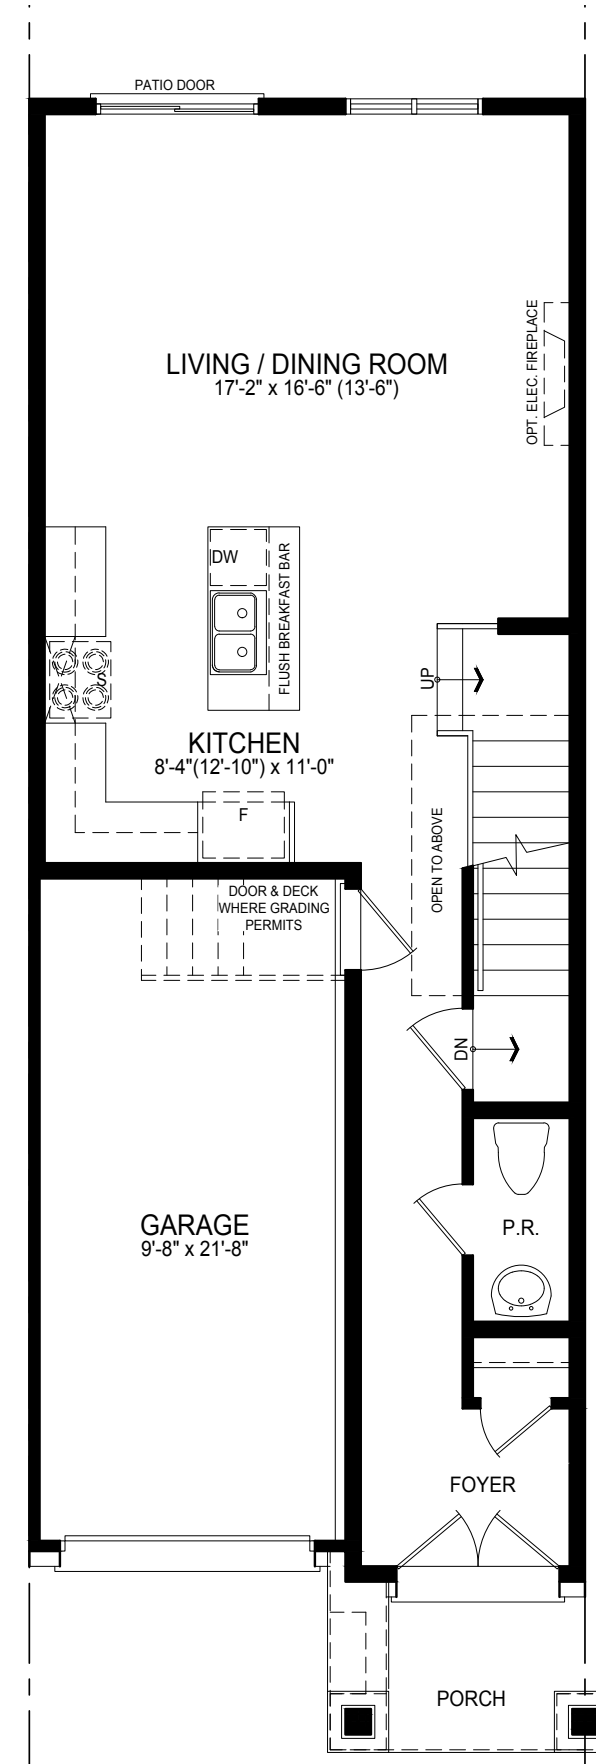 PATIO DOOR
LIVING / DINING ROOM
17'-2" x 16'-6" (13'-6")
OPT. ELEC. FIREPLACE
DW
FLUSH BREAKFAST BAR
S
UP
KITCHEN
8'-4"(12'-10") x 11'-0"
F
OPEN TO ABOVE
DOOR & DECK
WHERE GRADING
PERMITS
DN
GARAGE
9'-8" x 21'-8"
P.R.
FOYER
PORCH